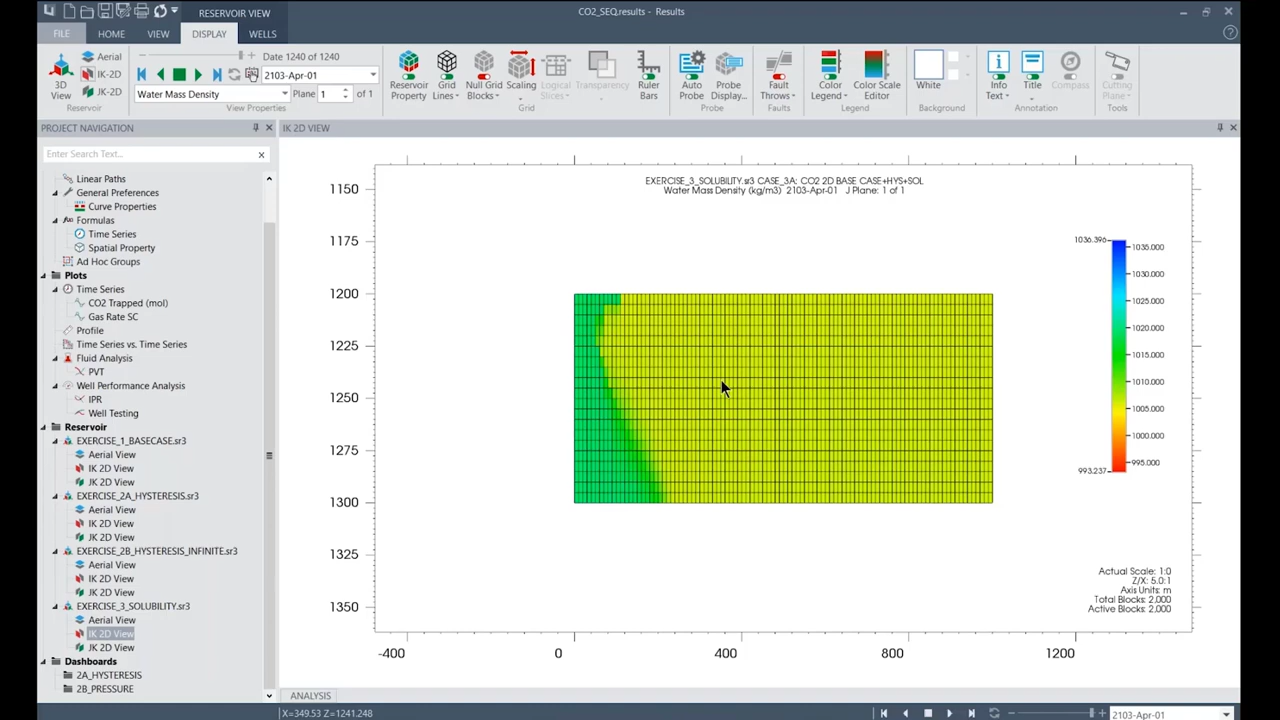 RESERVOIR VIEW
CO2_SEQ.results - Results
FILE
HOME
VIEW
DISPLAY
WELLS
Aerial
IK-2D
JK-2D
3D View
Reservoir
Date 1240 of 1240
2103-Apr-01
Water Mass Density
Plane 1 of 1
View Properties
Reservoir Property
Grid Lines
Null Grid Blocks
Scaling
Logical Slices
Transparency
Ruler Bars
Grid
Auto Probe
Probe Display...
Probe
Fault Throws
Faults
Color Legend
Color Scale Editor
Legend
White
Background
Info Text
Title
Compass
Annotation
Cutting Plane
Tools
PROJECT NAVIGATION
Enter Search Text...
Linear Paths
General Preferences
Curve Properties
Formulas
Time Series
Spatial Property
Ad Hoc Groups
Plots
Time Series
CO2 Trapped (mol)
Gas Rate SC
Profile
Time Series vs. Time Series
Fluid Analysis
PVT
Well Performance Analysis
IPR
Well Testing
Reservoir
EXERCISE_1_BASECASE.sr3
Aerial View
IK 2D View
JK 2D View
EXERCISE_2A_HYSTERESIS.sr3
Aerial View
IK 2D View
JK 2D View
EXERCISE_2B_HYSTERESIS_INFINITE.sr3
Aerial View
IK 2D View
JK 2D View
EXERCISE_3_SOLUBILITY.sr3
Aerial View
IK 2D View
JK 2D View
Dashboards
2A_HYSTERESIS
2B_PRESSURE
IK 2D VIEW
EXERCISE_3_SOLUBILITY.sr3 CASE_3A: CO2 2D BASE CASE+HYS+SOL
Water Mass Density (kg/m3) 2103-Apr-01 J Plane: 1 of 1
1150
1175
1200
1225
1250
1275
1300
1325
1350
-400
0
400
800
1200
1036.396
1035.000
1030.000
1025.000
1020.000
1015.000
1010.000
1005.000
1000.000
995.000
993.237
Actual Scale: 1:0
Z/X: 5.0:1
Axis Units: m
Total Blocks: 2,000
Active Blocks: 2,000
ANALYSIS
X=349.53 Z=1241.248
2103-Apr-01